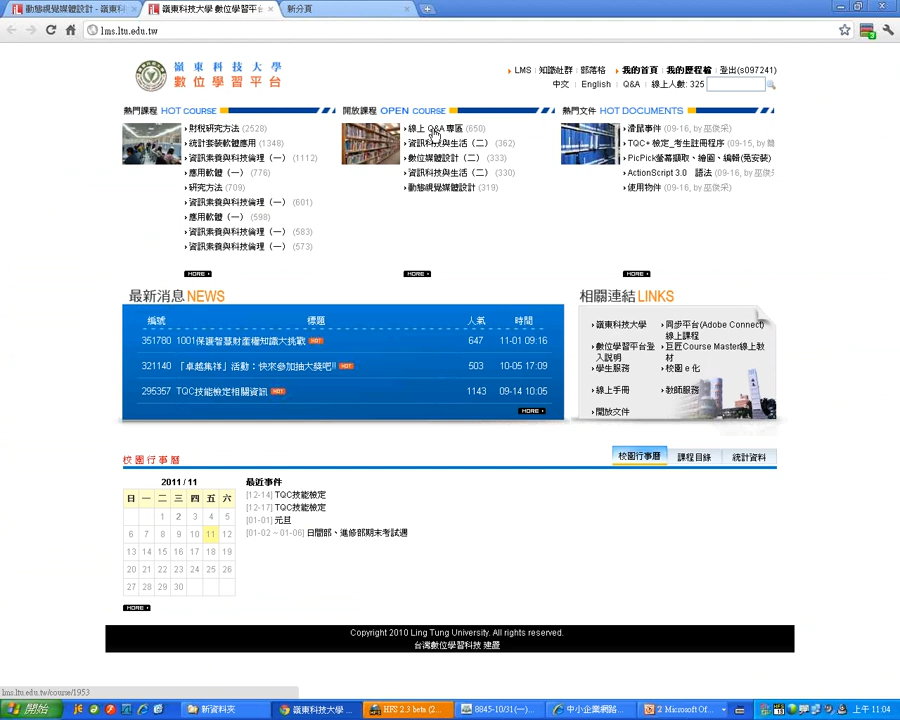 動態視覺媒體設計 - 嶺東科
嶺東科技大學 數位學習平台
新分頁
lms.ltu.edu.tw
嶺東科技大學
數位學習平台
LMS 知識社群 部落格 我的首頁 我的歷程檔 登出(s097241)
中文 English Q&A 線上人數: 325
熱門課程 HOT COURSE
財稅研究方法 (2528)
統計套裝軟體應用 (1348)
資訊素養與科技倫理（一） (1112)
應用軟體（一） (776)
研究方法 (709)
資訊素養與科技倫理（一） (601)
應用軟體（一） (598)
資訊素養與科技倫理（一） (583)
資訊素養與科技倫理（一） (573)
MORE
開放課程 OPEN COURSE
線上 Q&A 專區 (650)
資訊科技與生活（二） (362)
數位媒體設計（二） (333)
資訊科技與生活（二） (330)
動態視覺媒體設計 (319)
MORE
熱門文件 HOT DOCUMENTS
滑鼠事件 (09-16, by 巫俊采)
TQC+ 檢定_考生註冊程序 (09-15, by
PicPick螢幕擷取、繪圖、編輯(免安裝)
ActionScript 3.0 語法 (09-16, by 巫俊采)
使用物件 (09-16, by 巫俊采)
MORE
最新消息 NEWS
編號 標題 人氣 時間
351780 1001保護智慧財產權知識大挑戰 HOT 647 11-01 09:16
321140 「卓越集祥」活動：快來參加抽大獎吧!! HOT 503 10-05 17:09
295357 TQC技能檢定相關資訊 HOT 1143 09-14 10:05
MORE
相關連結 LINKS
嶺東科技大學
數位學習平台登入說明
學生服務
線上手冊
開放文件
同步平台(Adobe Connect)
線上課程
巨匠Course Master線上教材
校園 e 化
教師服務
校園行事曆
校園行事曆 課程目錄 統計資料
2011 / 11
日 一 二 三 四 五 六
1 2 3 4 5
6 7 8 9 10 11 12
13 14 15 16 17 18 19
20 21 22 23 24 25 26
27 28 29 30
MORE
最近事件
[12-14] TQC技能檢定
[12-17] TQC技能檢定
[01-01] 元旦
[01-02 ~ 01-06] 日間部、進修部期末考試週
Copyright 2010 Ling Tung University. All rights reserved.
台灣數位學習科技 建置
lms.ltu.edu.tw/course/1953
開始
新資料夾
嶺東科技大學 ...
HFS 2.3 beta (2...
8845-10/31(一)...
中小企業網路...
2 Microsoft Of...
上午 11:04